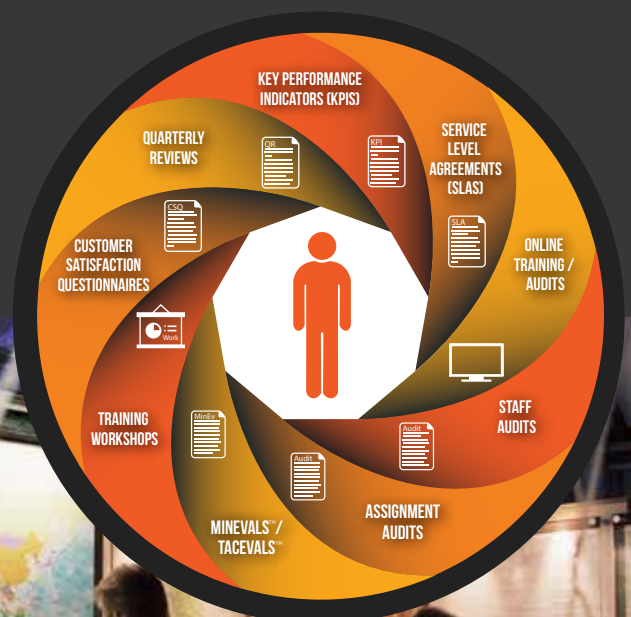 KEY PERFORMANCE
INDICATORS (KPIS)
KPI
SERVICE
LEVEL
AGREEMENTS
(SLAS)
SLA
ONLINE
TRAINING /
AUDITS
STAFF
AUDITS
Audit
ASSIGNMENT
AUDITS
Audit
MINEVALS™/
TACEVALS™
MinEv
TRAINING
WORKSHOPS
Work
CUSTOMER
SATISFACTION
QUESTIONNAIRES
CSQ
QUARTERLY
REVIEWS
QR